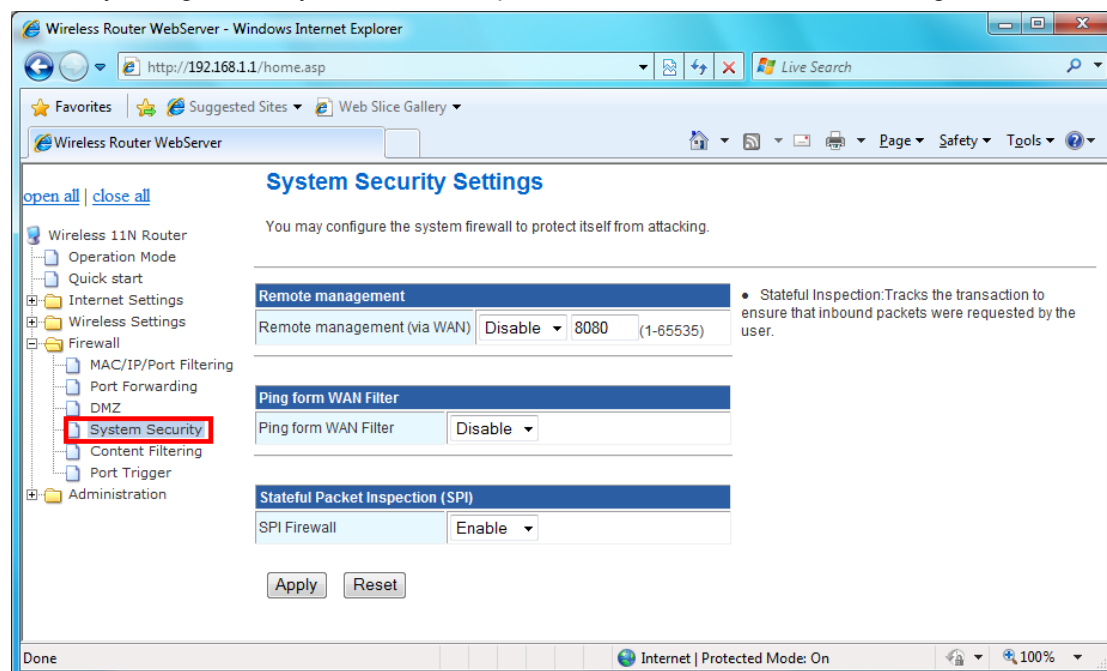 Wireless Router WebServer - Windows Internet Explorer
http://192.168.1.1/home.asp
Live Search
Favorites
Suggested Sites
Web Slice Gallery
Wireless Router WebServer
Page
Safety
Tools
open all | close all
Wireless 11N Router
Operation Mode
Quick start
Internet Settings
Wireless Settings
Firewall
MAC/IP/Port Filtering
Port Forwarding
DMZ
System Security
Content Filtering
Port Trigger
Administration
System Security Settings
You may configure the system firewall to protect itself from attacking.
Remote management
Remote management (via WAN) Disable 8080 (1-65535)
Ping form WAN Filter
Ping form WAN Filter Disable
Stateful Packet Inspection (SPI)
SPI Firewall Enable
Apply Reset
• Stateful Inspection:Tracks the transaction to
ensure that inbound packets were requested by the
user.
Done
Internet | Protected Mode: On
100%